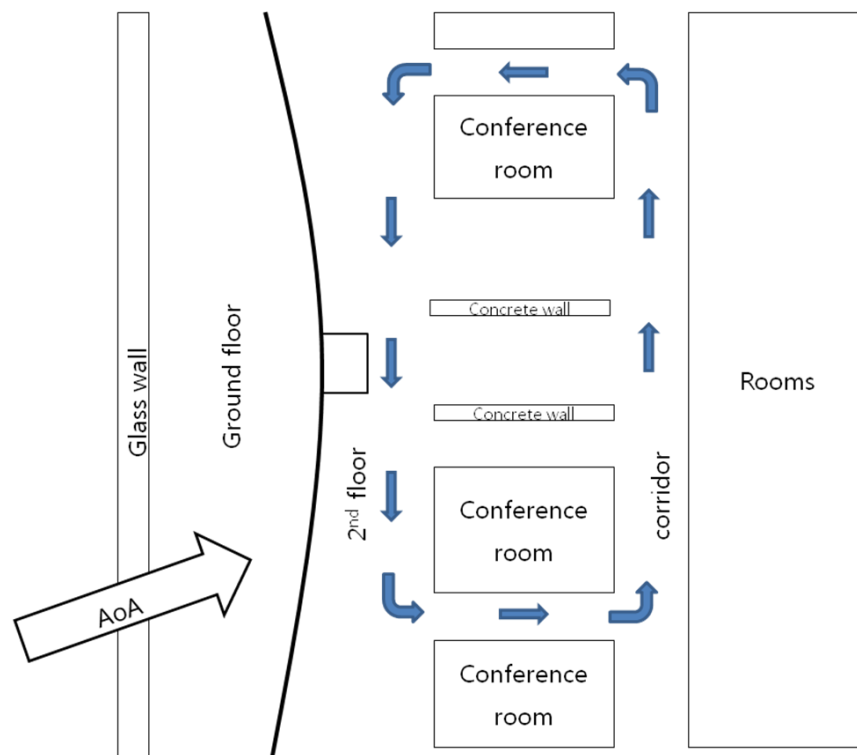 Conference
room
Concrete wall
Glass wall
Ground floor
Rooms
Concrete wall
2nd floor
corridor
Conference
room
AoA
Conference
room